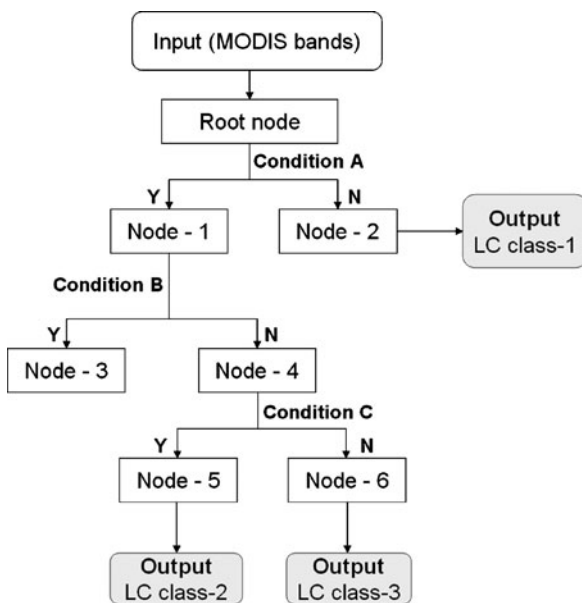 Input (MODIS bands)
Root node
Condition A
Y
N
Node - 1
Node - 2
Output
LC class-1
Condition B
Y
N
Node - 3
Node - 4
Condition C
Y
N
Node - 5
Node - 6
Output
LC class-2
Output
LC class-3